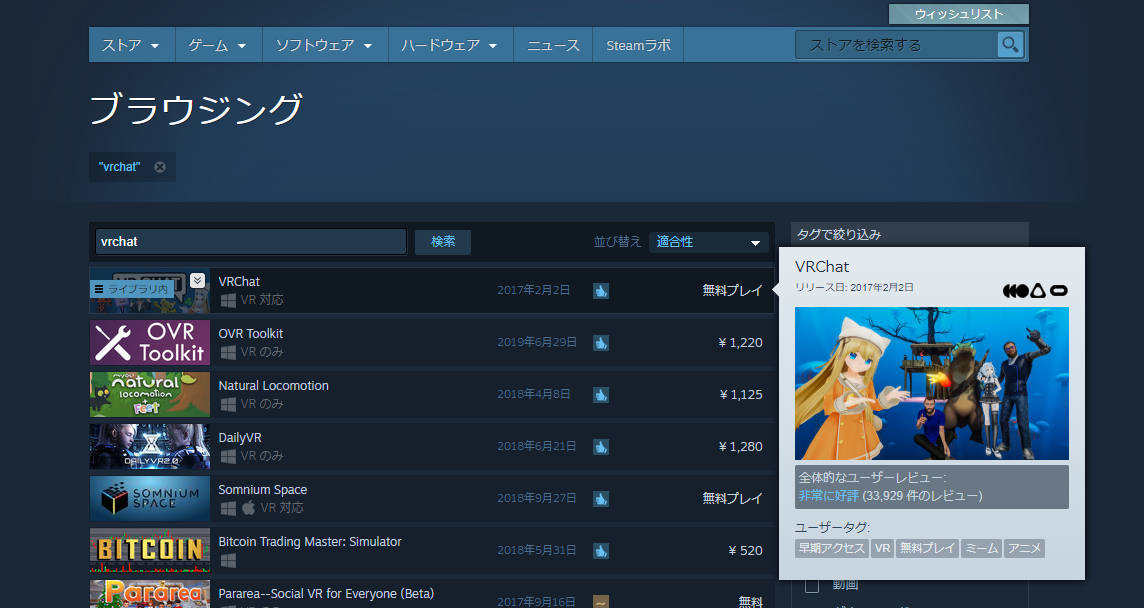 ウィッシュリスト
ストア ゲーム ソフトウェア ハードウェア ニュース Steamラボ ストアを検索する
ブラウジング
"vrchat"
vrchat 検索 並び替え 適合性
タグで絞り込み
ライブラリ内
VRChat
VR 対応
2017年2月2日
無料プレイ
OVR
Toolkit
OVR Toolkit
VR のみ
2019年6月29日
¥ 1,220
natural
locomotion
+
Feet
Natural Locomotion
VR のみ
2018年4月8日
¥ 1,125
DAILYVR2.0
DailyVR
VR のみ
2018年6月21日
¥ 1,280
SOMNIUM
SPACE
Somnium Space
VR 対応
2018年9月27日
無料プレイ
BITCOIN
Bitcoin Trading Master: Simulator
2018年5月31日
¥ 520
Pararea
Pararea--Social VR for Everyone (Beta)
2017年9月16日
無料
VRChat
リリース日: 2017年2月2日
全体的なユーザーレビュー:
非常に好評 (33,929 件のレビュー)
ユーザータグ:
早期アクセス VR 無料プレイ ミーム アニメ
動画